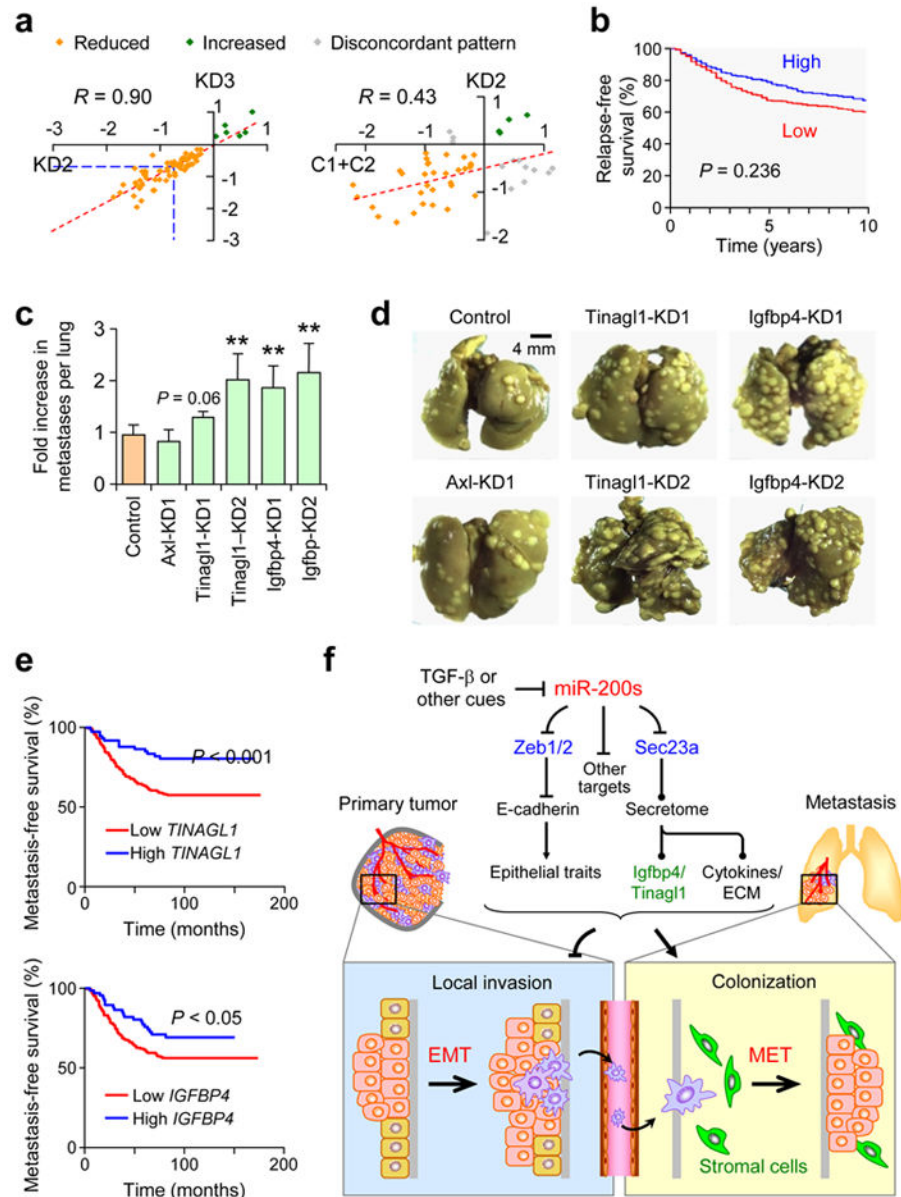 a
Reduced
Increased
Disconcordant pattern
KD3
R = 0.90
1
-3
-2
-1
1
KD2
-1
-2
-3
KD2
R = 0.43
2
-2
-1
1
C1+C2
-1
-2
b
100
80
60
40
20
0
Relapse-free
survival (%)
High
Low
P = 0.236
0
5
10
Time (years)
c
Fold increase in
metastases per lung
3
2
1
0
P = 0.06
**
**
**
Control
Axl-KD1
Tinagl1-KD1
Tinagl1–KD2
Igfbp4-KD1
Igfbp-KD2
d
Control
4 mm
Tinagl1-KD1
Igfbp4-KD1
Axl-KD1
Tinagl1-KD2
Igfbp4-KD2
e
Metastasis-free survival (%)
100
50
0
P < 0.001
Low TINAGL1
High TINAGL1
0
100
200
Time (months)
Metastasis-free survival (%)
100
50
0
P < 0.05
Low IGFBP4
High IGFBP4
0
100
200
Time (months)
f
TGF-β or
other cues
miR-200s
Zeb1/2
Other
targets
Sec23a
E-cadherin
Secretome
Epithelial traits
Igfbp4/
Tinagl1
Cytokines/
ECM
Primary tumor
Metastasis
Local invasion
EMT
Colonization
MET
Stromal cells